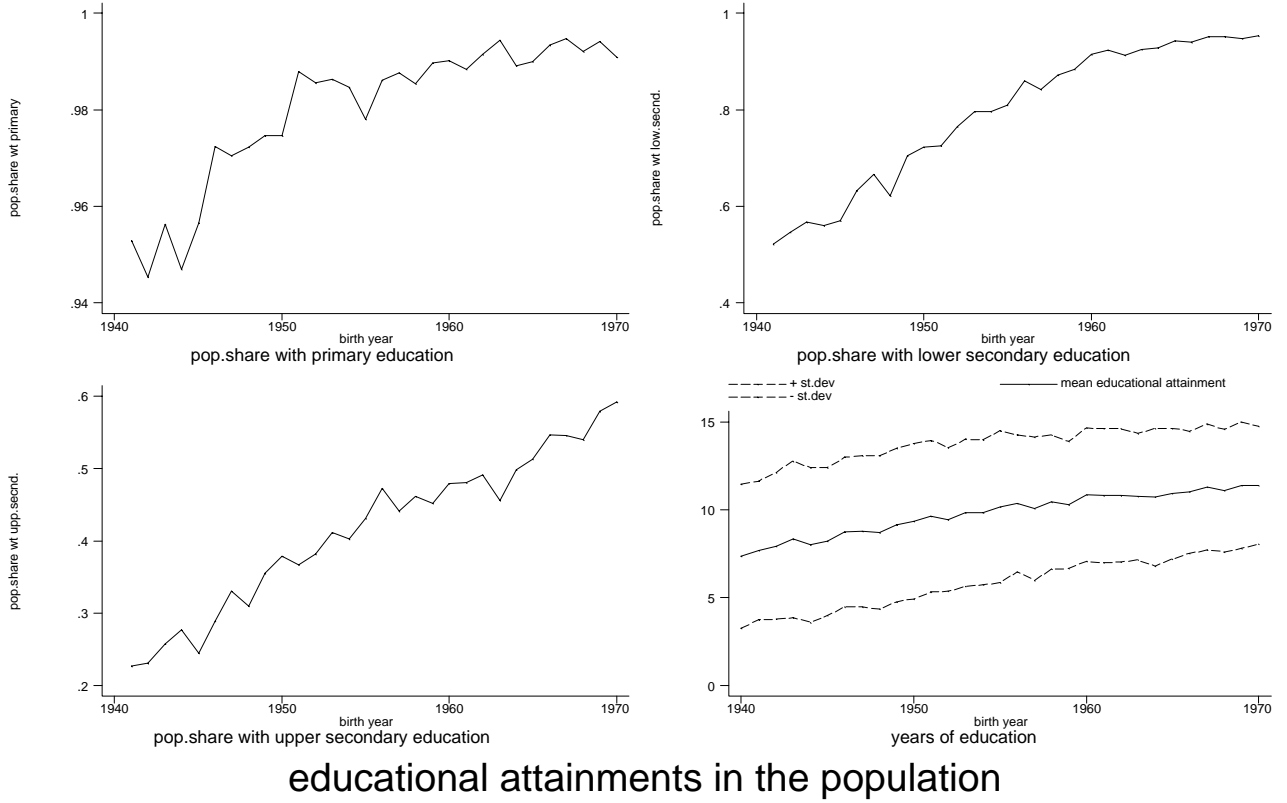 pop.share wt primary
1
.98
.96
.94
1940 1950 1960 1970
birth year
pop.share with primary education
pop.share wt low.secnd.
1
.8
.6
.4
1940 1950 1960 1970
birth year
pop.share with lower secondary education
pop.share wt upp.secnd.
.6
.5
.4
.3
.2
1940 1950 1960 1970
birth year
pop.share with upper secondary education
+ st.dev mean educational attainment
- st.dev
15
10
5
0
1940 1950 1960 1970
birth year
years of education
educational attainments in the population